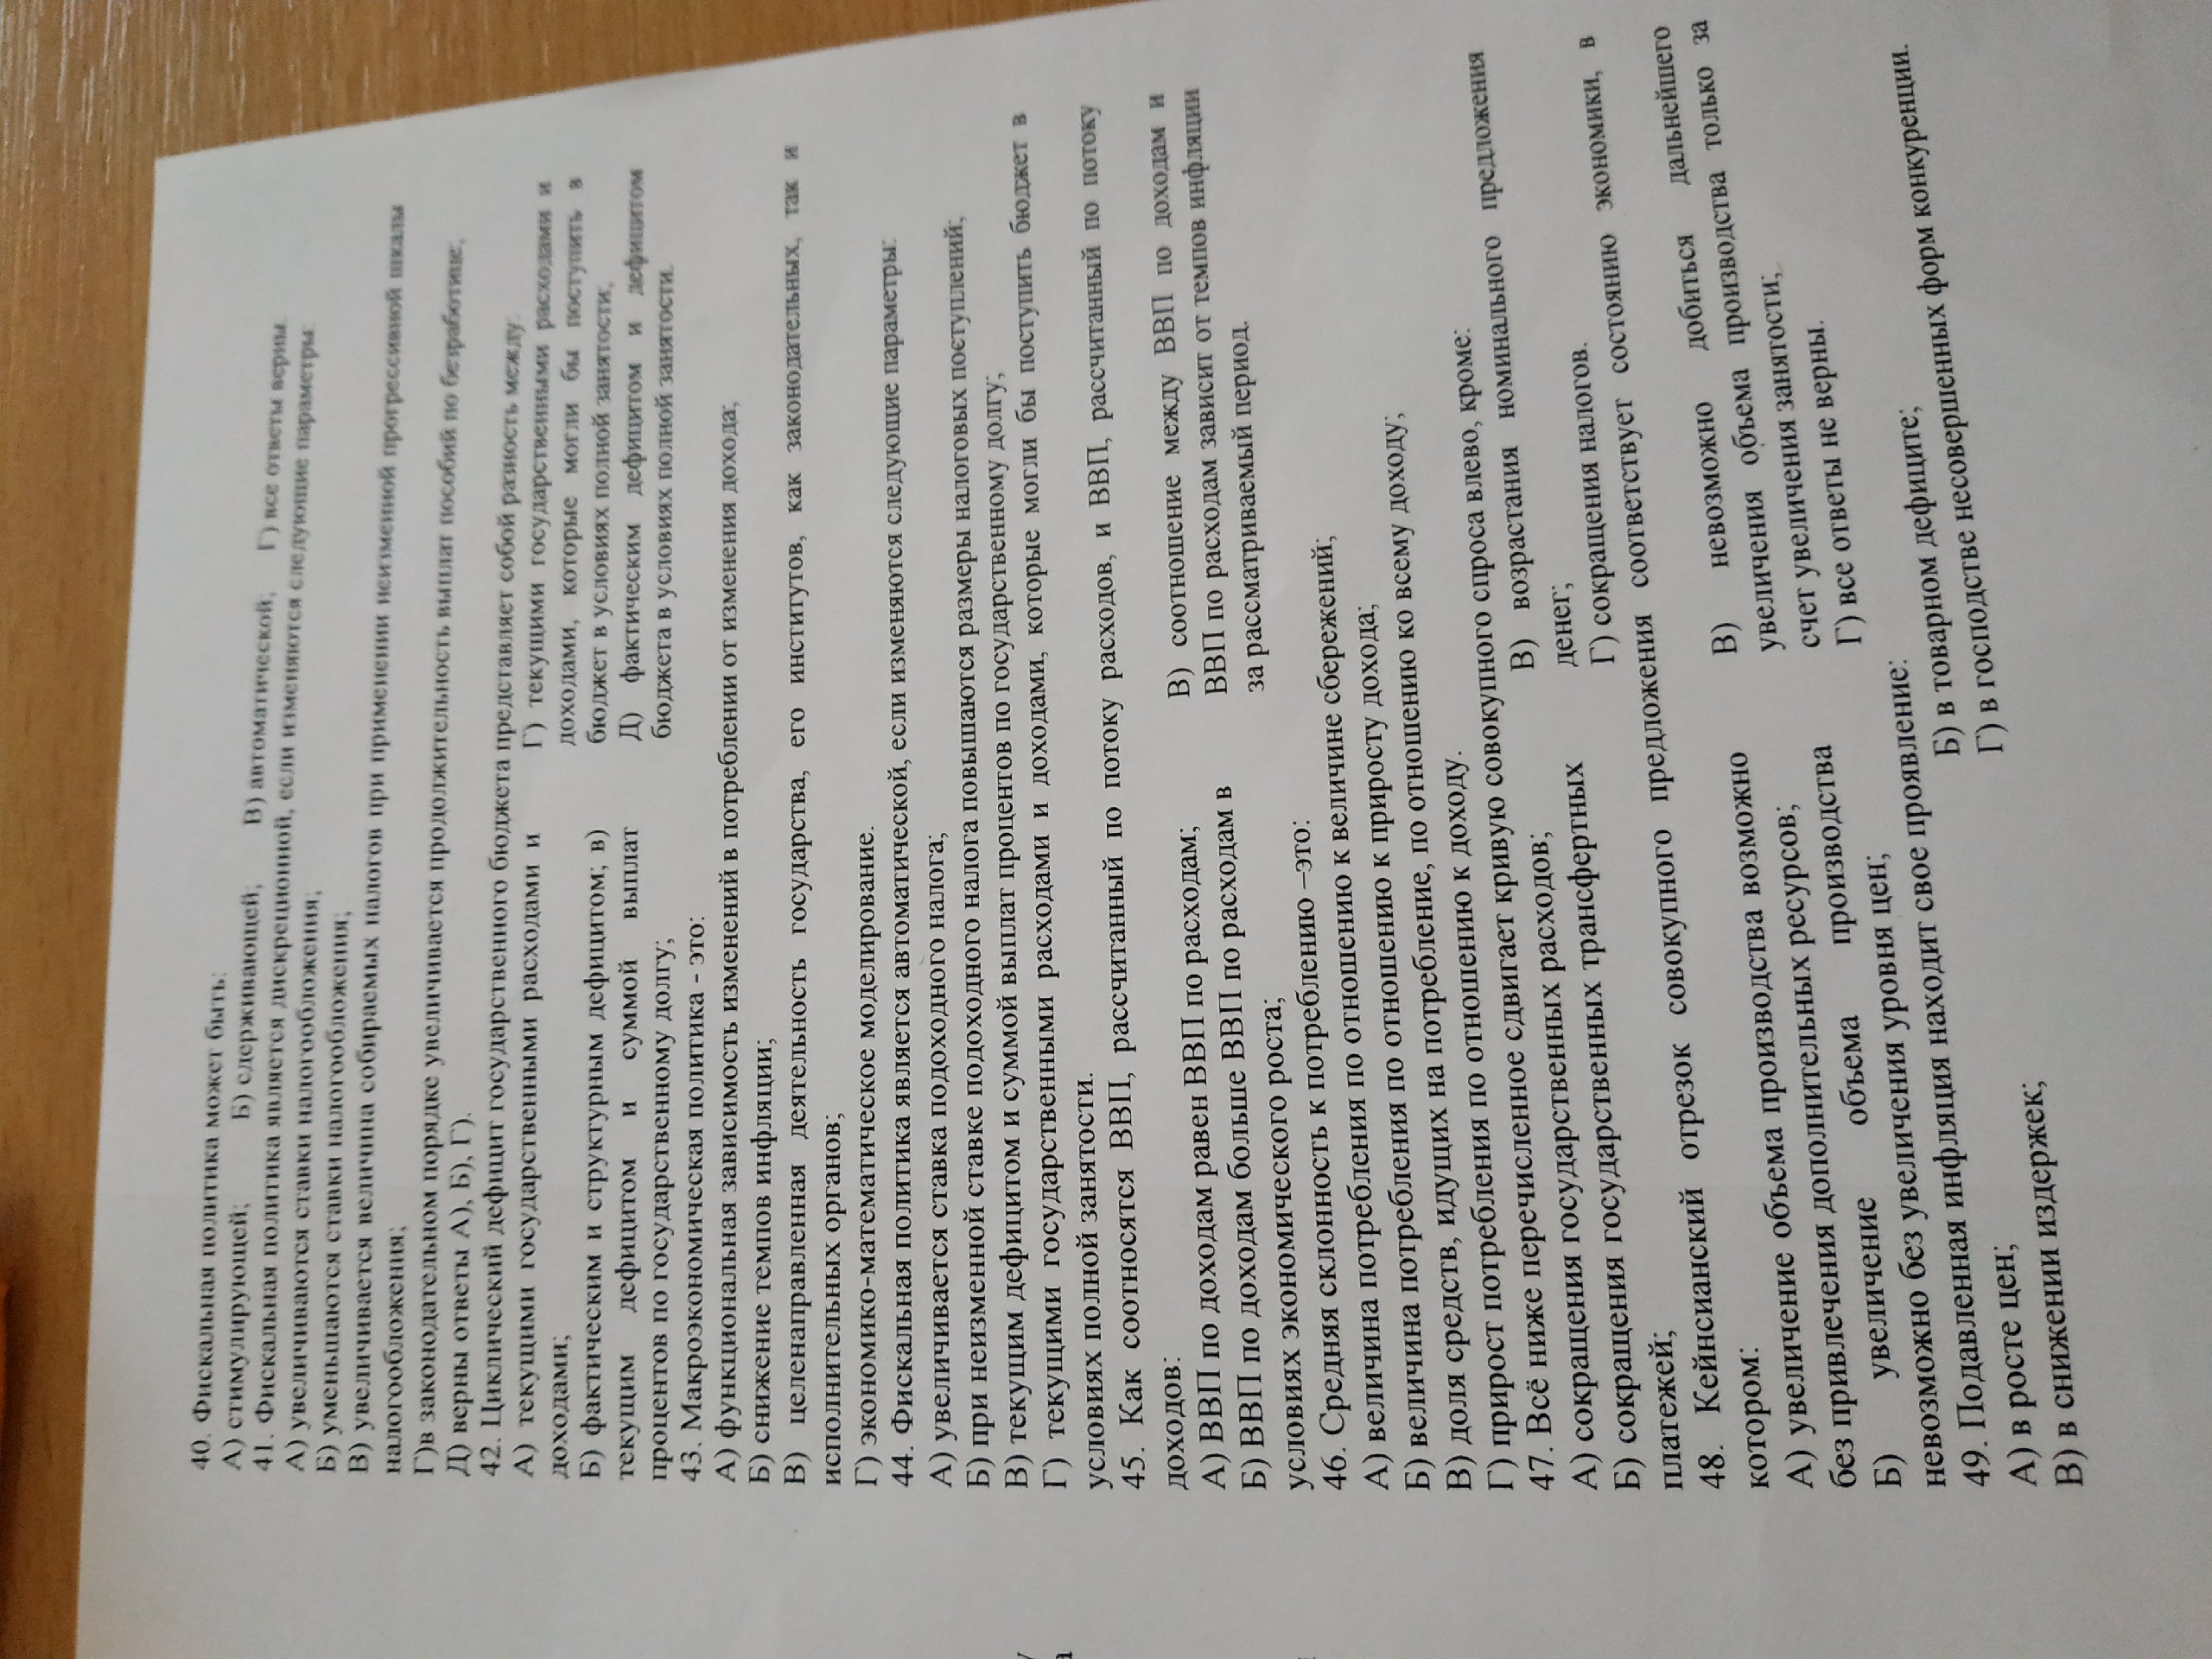 40. Фискальная политика может быть:
А) стимулирующей; Б) сдерживающей; В) автоматической; Г) все ответы верны.
41. Фискальная политика является дискреционной, если изменяются следующие параметры:
А) увеличиваются ставки налогообложения;
Б) уменьшаются ставки налогообложения;
В) увеличивается величина собираемых налогов при применении неизменной прогрессивной шкалы
налогообложения;
Г)в законодательном порядке увеличивается продолжительность выплат пособий по безработице;
Д) верны ответы А), Б), Г).
42. Циклический дефицит государственного бюджета представляет собой разность между:
А) текущими государственными расходами и
доходами;
Б) фактическим и структурным дефицитом; в)
текущим дефицитом и суммой выплат
процентов по государственному долгу;
Г) текущими государственными расходами и
доходами, которые могли бы поступить в
бюджет в условиях полной занятости;
Д) фактическим дефицитом и дефицитом
бюджета в условиях полной занятости.
43. Макроэкономическая политика - это:
А) функциональная зависимость изменений в потреблении от изменения дохода;
Б) снижение темпов инфляции;
В) целенаправленная деятельность государства, его институтов, как законодательных, так и
исполнительных органов;
Г) экономико-математическое моделирование.
44. Фискальная политика является автоматической, если изменяются следующие параметры:
А) увеличивается ставка подоходного налога;
Б) при неизменной ставке подоходного налога повышаются размеры налоговых поступлений;
В) текущим дефицитом и суммой выплат процентов по государственному долгу;
Г) текущими государственными расходами и доходами, которые могли бы поступить бюджет в
условиях полной занятости.
45. Как соотносятся ВВП, рассчитанный по потоку расходов, и ВВП, рассчитанный по потоку
доходов:
А) ВВП по доходам равен ВВП по расходам;
Б) ВВП по доходам больше ВВП по расходам в
условиях экономического роста;
В) соотношение между ВВП по доходам и
ВВП по расходам зависит от темпов инфляции
за рассматриваемый период.
46. Средняя склонность к потреблению –это:
А) величина потребления по отношению к величине сбережений;
Б) величина потребления по отношению к приросту дохода;
В) доля средств, идущих на потребление, по отношению ко всему доходу;
Г) прирост потребления по отношению к доходу.
47. Всё ниже перечисленное сдвигает кривую совокупного спроса влево, кроме:
А) сокращения государственных расходов;
Б) сокращения государственных трансфертных
платежей;
В) возрастания номинального предложения
денег;
Г) сокращения налогов.
48. Кейнсианский отрезок совокупного предложения соответствует состоянию экономики, в
котором:
А) увеличение объема производства возможно
без привлечения дополнительных ресурсов;
Б) увеличение объема производства
невозможно без увеличения уровня цен;
В) невозможно добиться дальнейшего
увеличения объема производства только за
счет увеличения занятости;
Г) все ответы не верны.
49. Подавленная инфляция находит свое проявление:
А) в росте цен;
В) в снижении издержек;
Б) в товарном дефиците;
Г) в господстве несовершенных форм конкуренции.